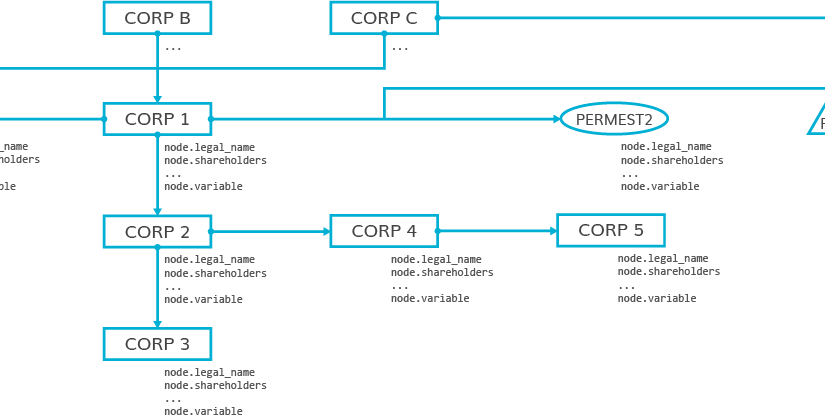 CORP B
CORP C
...
...
CORP 1
PERMEST2
_name
node.legal_name
node.legal_name
node.shareholders
node.shareholders
...
...
node.variable
node.variable
CORP 2
CORP 4
CORP 5
node.legal_name
node.legal_name
node.legal_name
node.shareholders
node.shareholders
node.shareholders
...
...
...
node.variable
node.variable
node.variable
CORP 3
node.legal_name
node.shareholders
...
node.variable